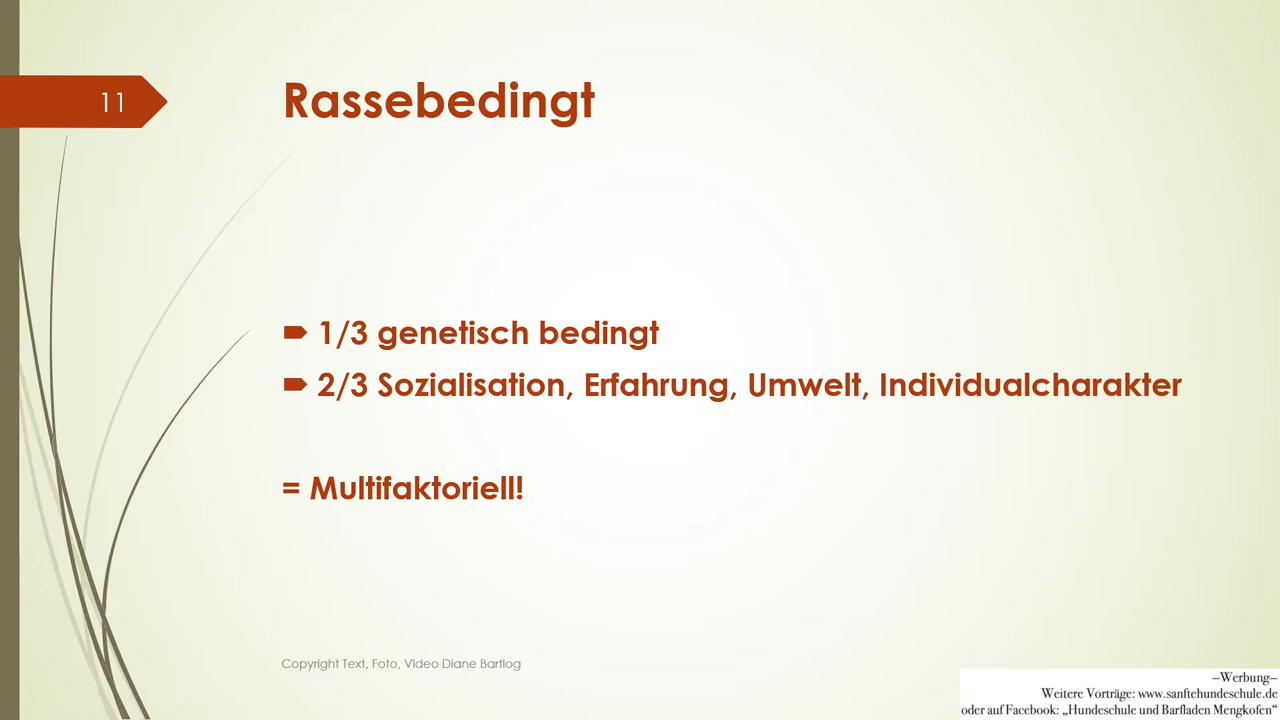 11
Rassebedingt
1/3 genetisch bedingt
2/3 Sozialisation, Erfahrung, Umwelt, Individualcharakter
= Multifaktoriell!
Copyright Text, Foto, Video Diane Bartlog
—Werbung—
Weitere Vorträge: www.sanftehundeschule.de
oder auf Facebook: „Hundeschule und Barfladen Mengkofen“